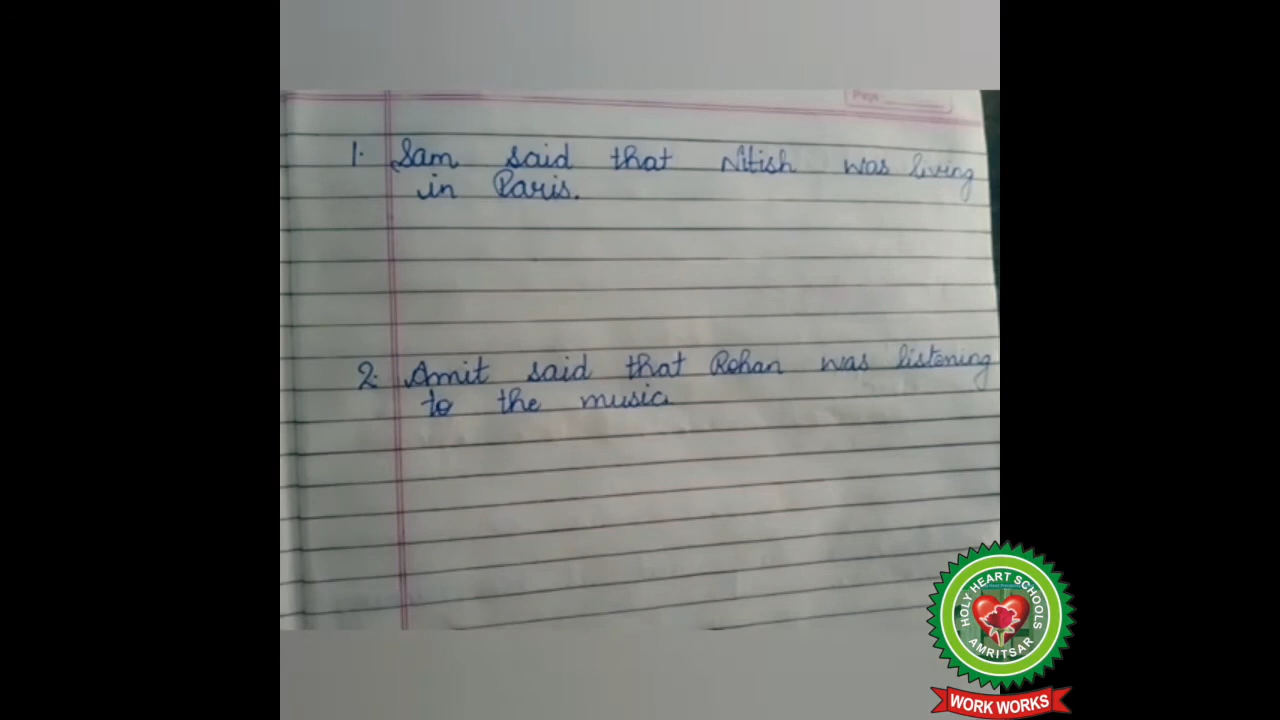 Page
1. Sam said that Nitish was living
in Paris.
2. Amit said that Rohan was listening
to the music
HOLY HEART SCHOOLS
AMRITSAR
WORK WORKS